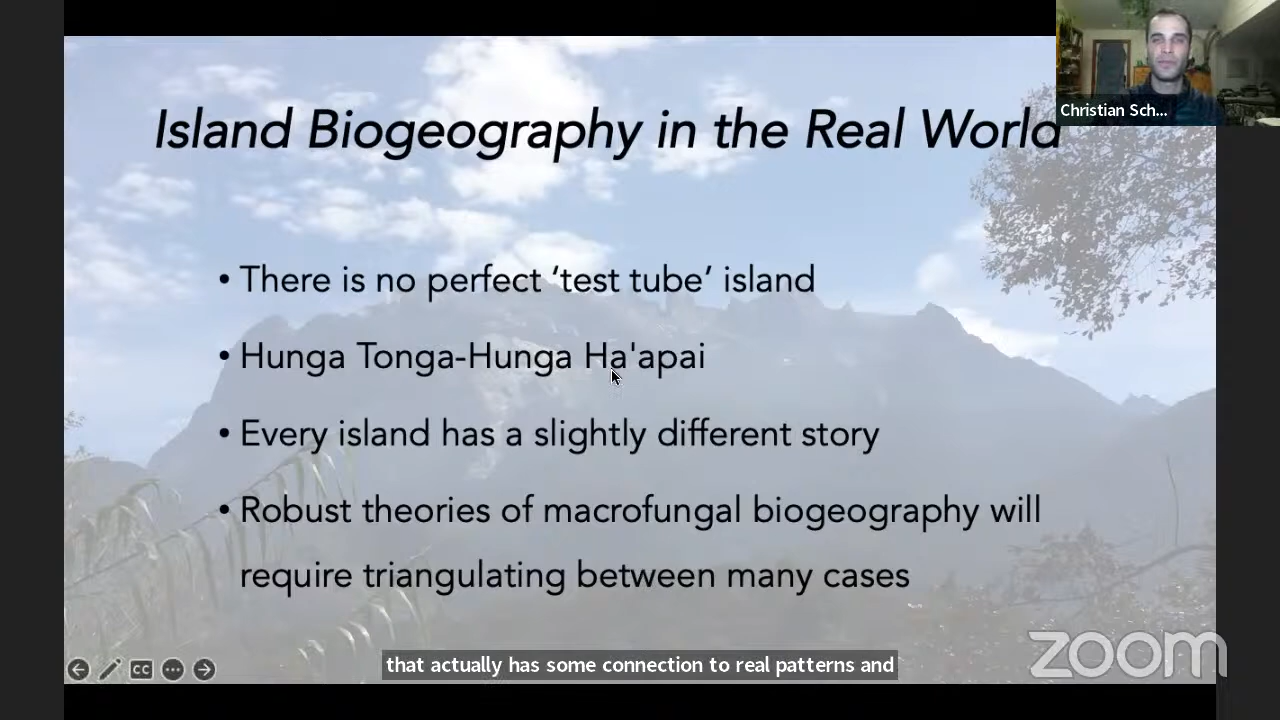 Christian Sch...
Island Biogeography in the Real World
• There is no perfect ‘test tube’ island
• Hunga Tonga-Hunga Ha'apai
• Every island has a slightly different story
• Robust theories of macrofungal biogeography will
require triangulating between many cases
CC
that actually has some connection to real patterns and
zoom